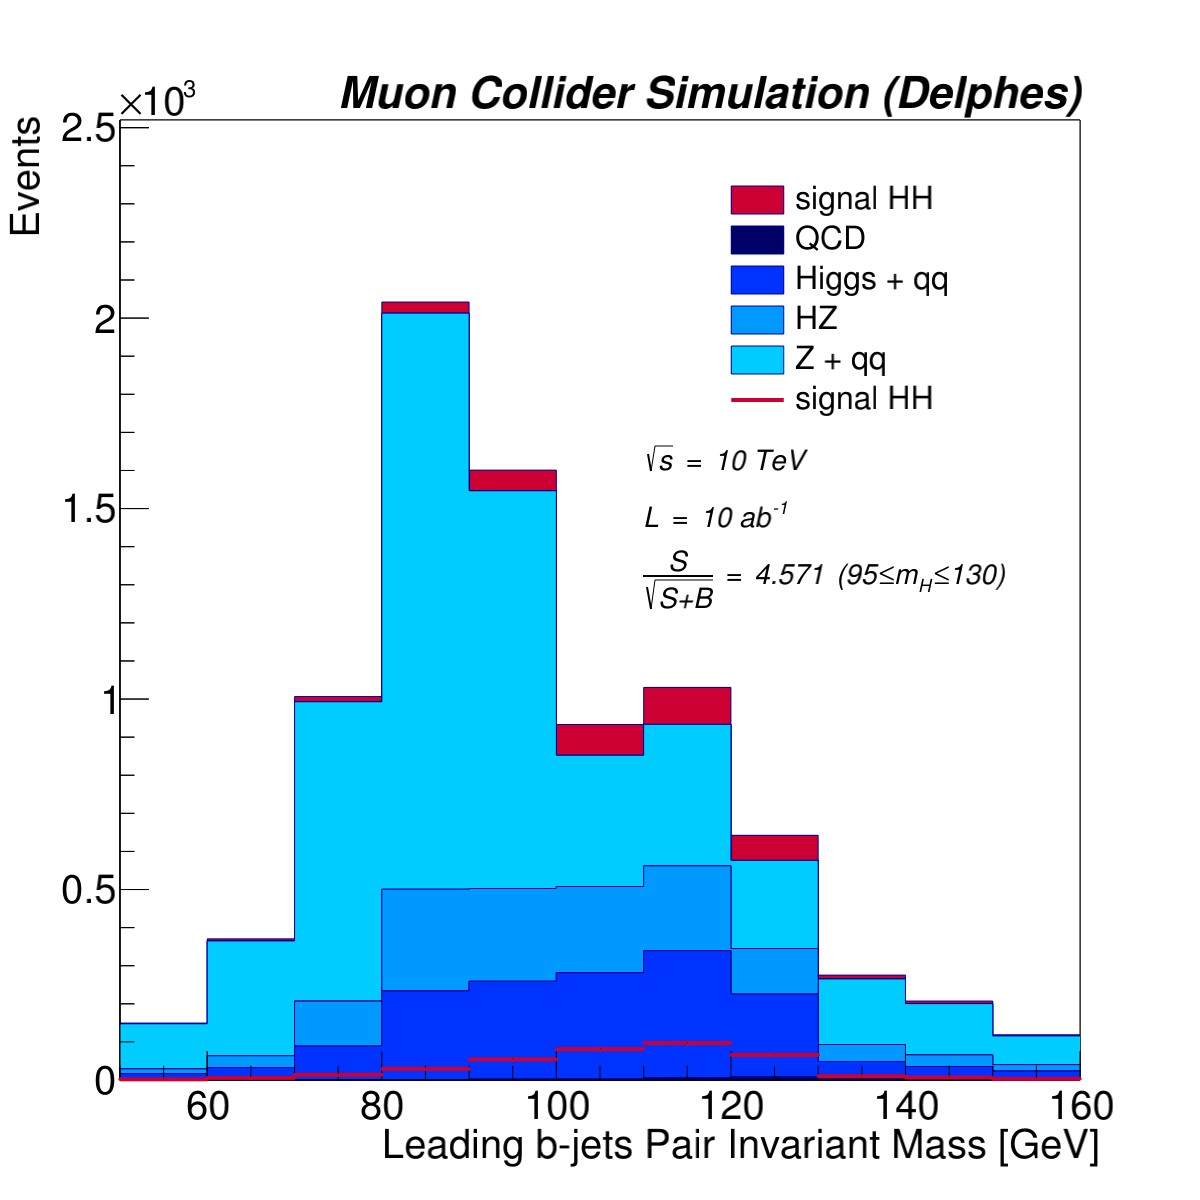 Muon Collider Simulation (Delphes)
×10³
Events
2.5
2
1.5
1
0.5
0
signal HH
QCD
Higgs + qq
HZ
Z + qq
signal HH
√s = 10 TeV
L = 10 ab⁻¹
S
√S+B = 4.571 (95≤m_H≤130)
60 80 100 120 140 160
Leading b-jets Pair Invariant Mass [GeV]